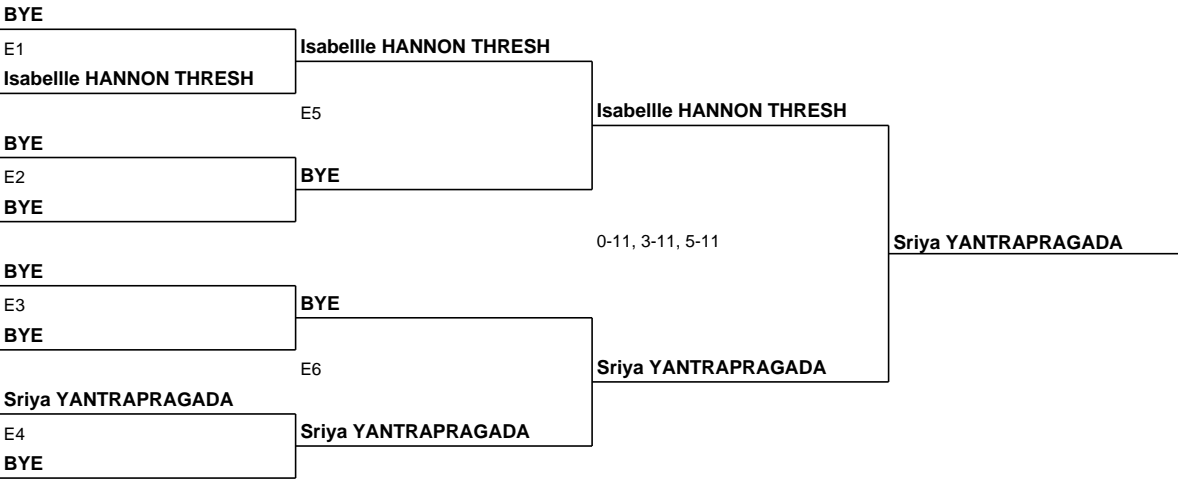 BYE
E1
Isabellle HANNON THRESH
BYE
E2
BYE
BYE
E3
BYE
Sriya YANTRAPRAGADA
E4
BYE
Isabellle HANNON THRESH
E5
BYE
BYE
E6
Sriya YANTRAPRAGADA
Isabellle HANNON THRESH
0-11, 3-11, 5-11
Sriya YANTRAPRAGADA
Sriya YANTRAPRAGADA